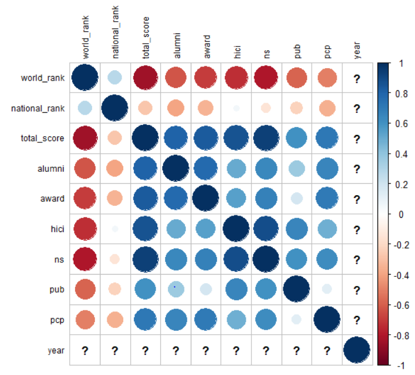 world_rank
national_rank
total_score
alumni
award
hici
ns
pub
pcp
year
world_rank ?
national_rank ?
total_score ?
alumni ?
award ?
hici ?
ns ?
pub ?
pcp ?
year ? ? ? ? ? ? ? ? ?
1
0.8
0.6
0.4
0.2
0
-0.2
-0.4
-0.6
-0.8
-1